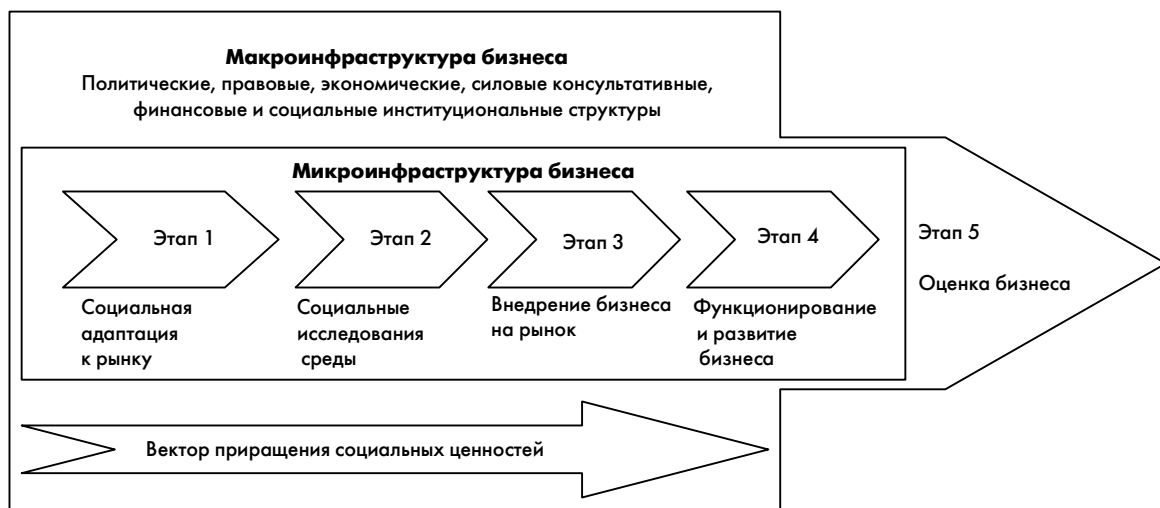 Макроинфраструктура бизнеса
Политические, правовые, экономические, силовые консультативные,
финансовые и социальные институциональные структуры
Микроинфраструктура бизнеса
Этап 1
Социальная
адаптация
к рынку
Этап 2
Социальные
исследования
среды
Этап 3
Внедрение бизнеса
на рынок
Этап 4
Функционирование
и развитие
бизнеса
Этап 5
Оценка бизнеса
Вектор приращения социальных ценностей